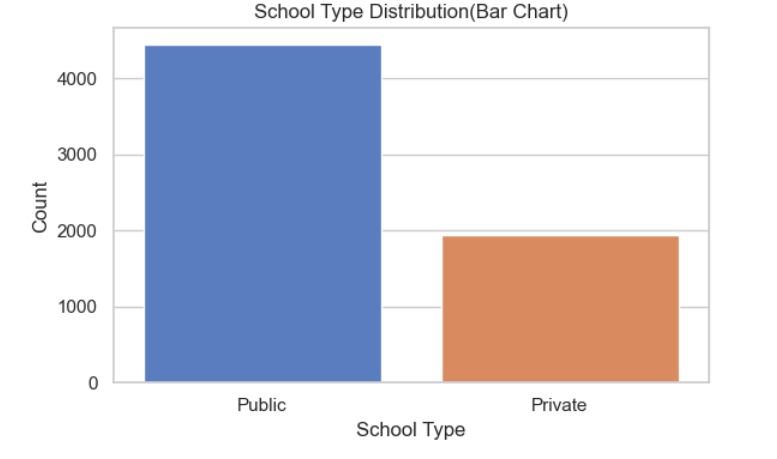 School Type Distribution(Bar Chart)
4000
3000
2000
1000
0
Count
Public
Private
School Type